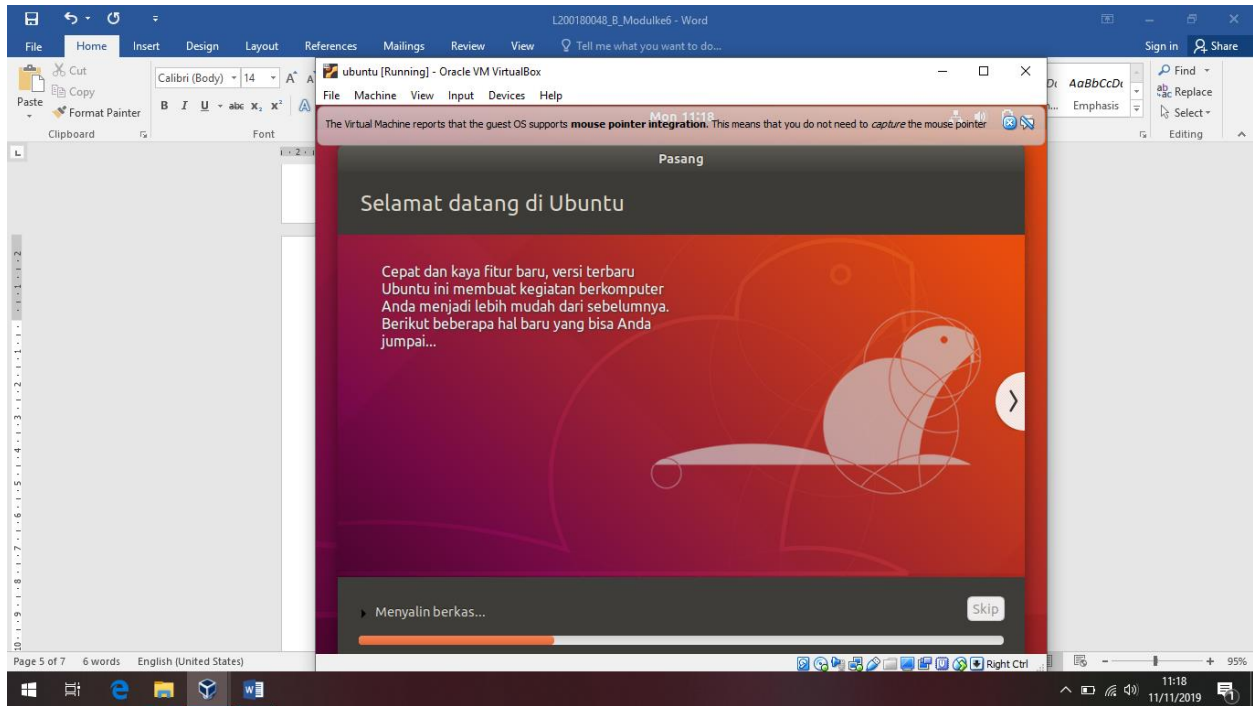 L200180048_B_Modulke6 - Word
File Home Insert Design Layout References Mailings Review View Tell me what you want to do... Sign in Share
Cut
Copy
Format Painter
Paste
Clipboard
Calibri (Body) 14
B I U abc X₂ X²
Font
AaBbCcDc
Emphasis
Find
Replace
Select
Editing
ubuntu [Running] - Oracle VM VirtualBox
File Machine View Input Devices Help
Mon 11:18
The Virtual Machine reports that the guest OS supports mouse pointer integration. This means that you do not need to capture the mouse pointer
Pasang
Selamat datang di Ubuntu
Cepat dan kaya fitur baru, versi terbaru
Ubuntu ini membuat kegiatan berkomputer
Anda menjadi lebih mudah dari sebelumnya.
Berikut beberapa hal baru yang bisa Anda
jumpai...
Menyalin berkas...
Skip
Right Ctrl
Page 5 of 7 6 words English (United States)
95%
11:18
11/11/2019